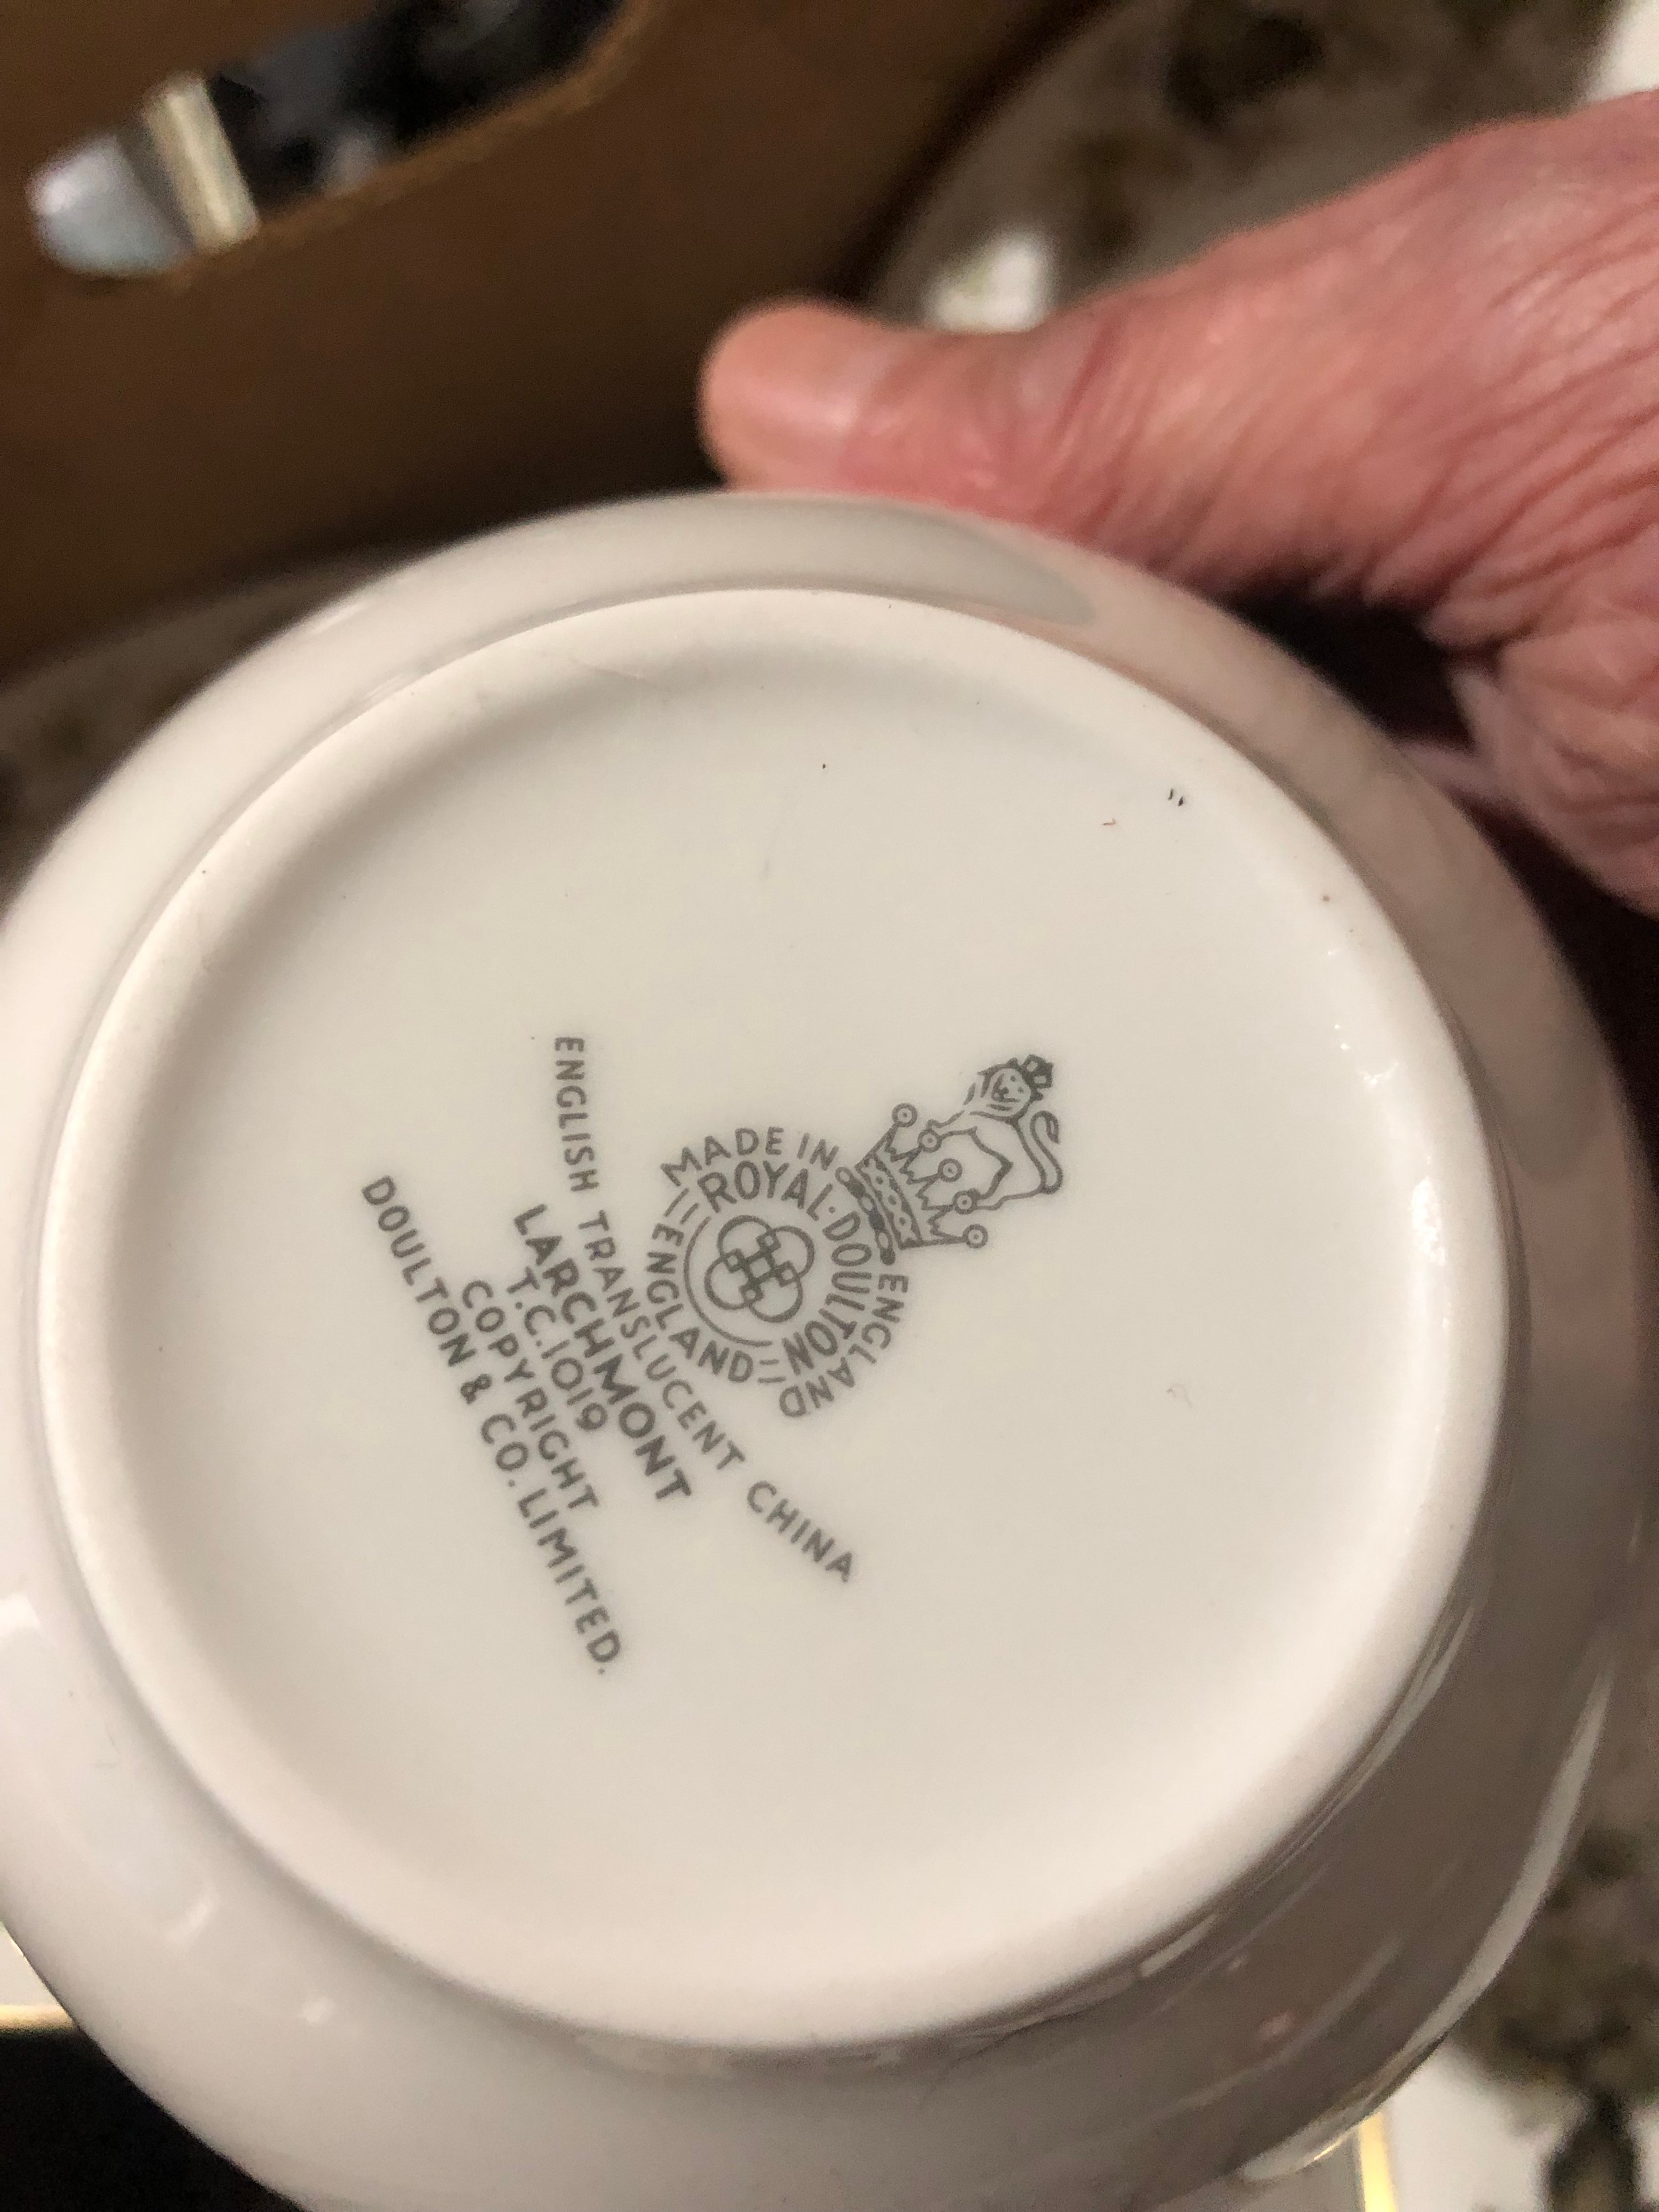 MADE IN ENGLAND
ROYAL·DOULTON
ENGLAND
ENGLISH TRANSLUCENT CHINA
LARCHMONT
T.C.1019
COPYRIGHT
DOULTON & CO. LIMITED.